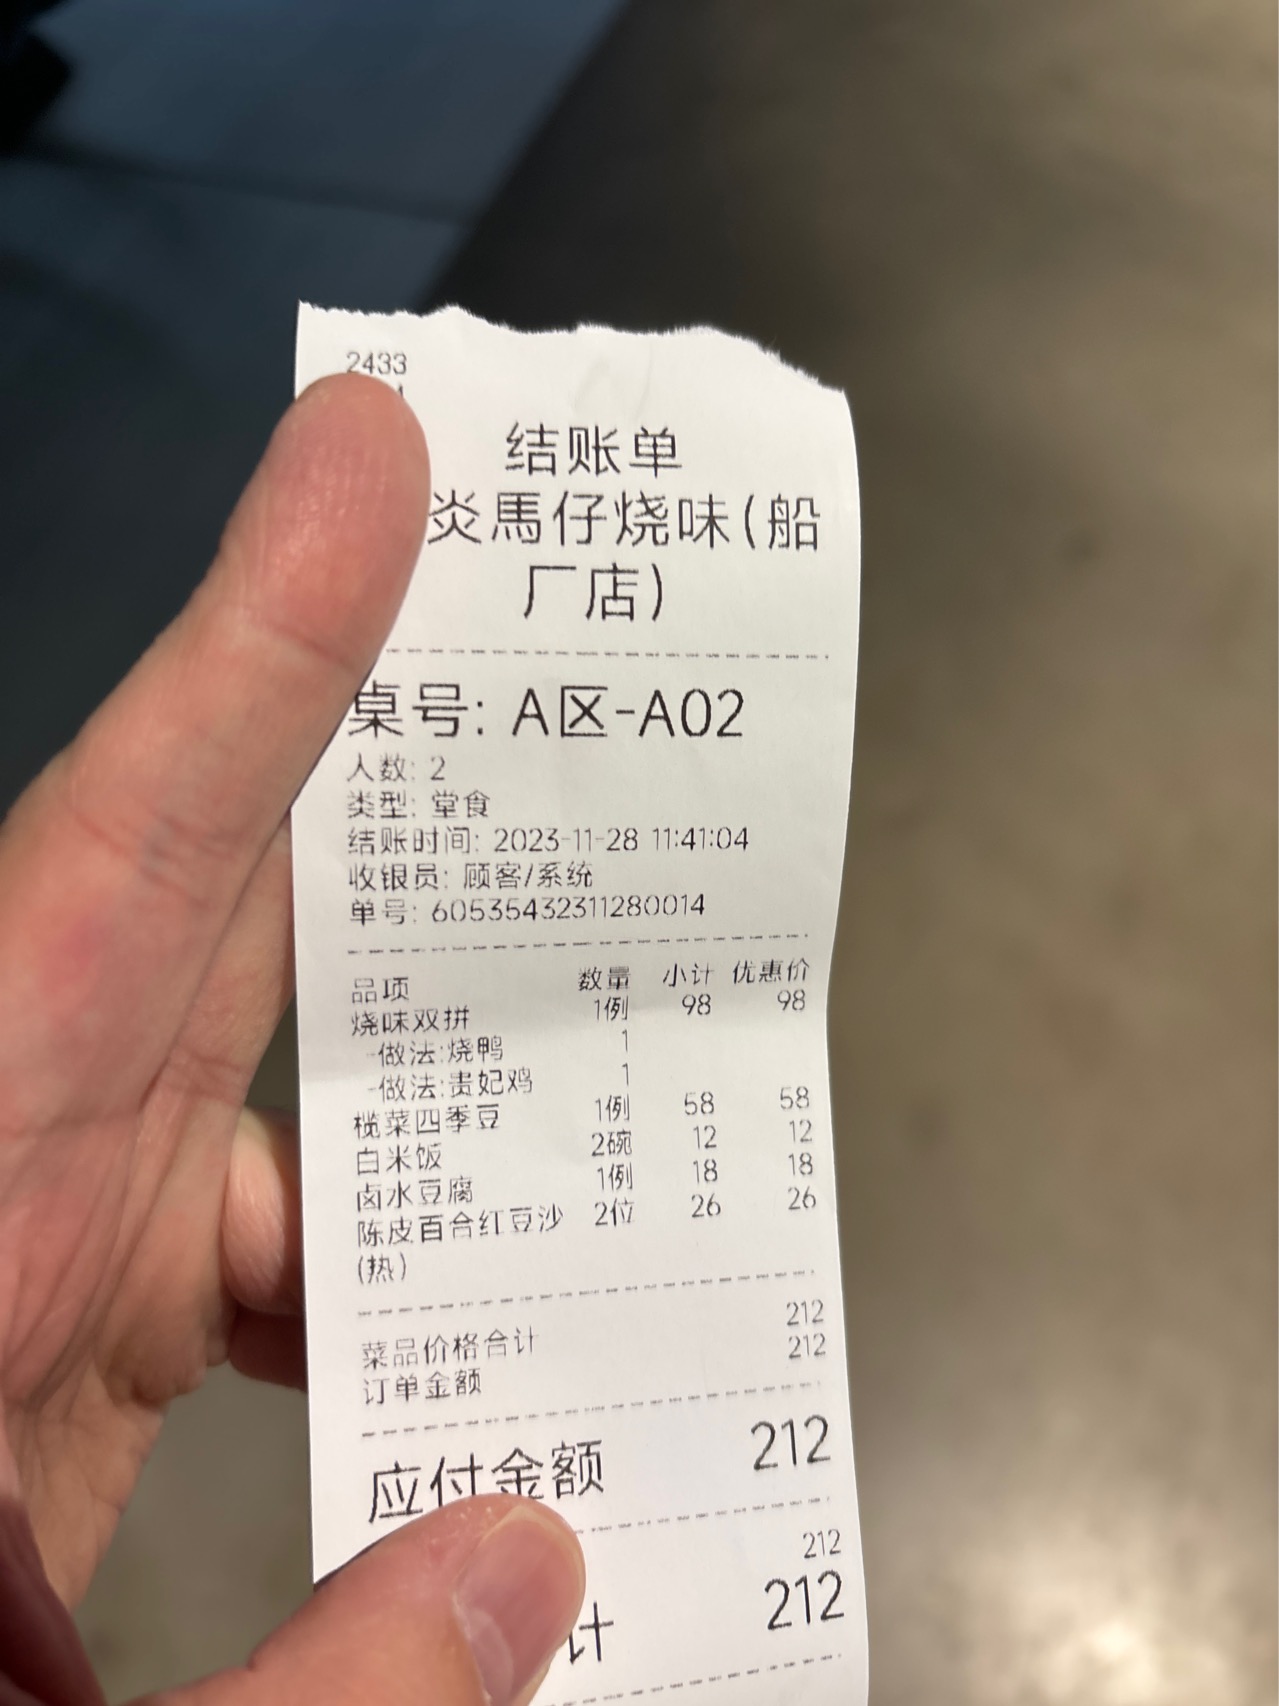 2433
结账单
炎馬仔烧味(船
厂店)
桌号: A区-A02
人数: 2
类型: 堂食
结账时间: 2023-11-28 11:41:04
收银员: 顾客/系统
单号: 60535432311280014
品项 数量 小计 优惠价
烧味双拼 1例 98 98
-做法:烧鸭 1
-做法:贵妃鸡 1
榄菜四季豆 1例 58 58
白米饭 2碗 12 12
卤水豆腐 1例 18 18
陈皮百合红豆沙 2位 26 26
(热)
菜品价格合计 212
订单金额 212
应付金额 212
212
计 212